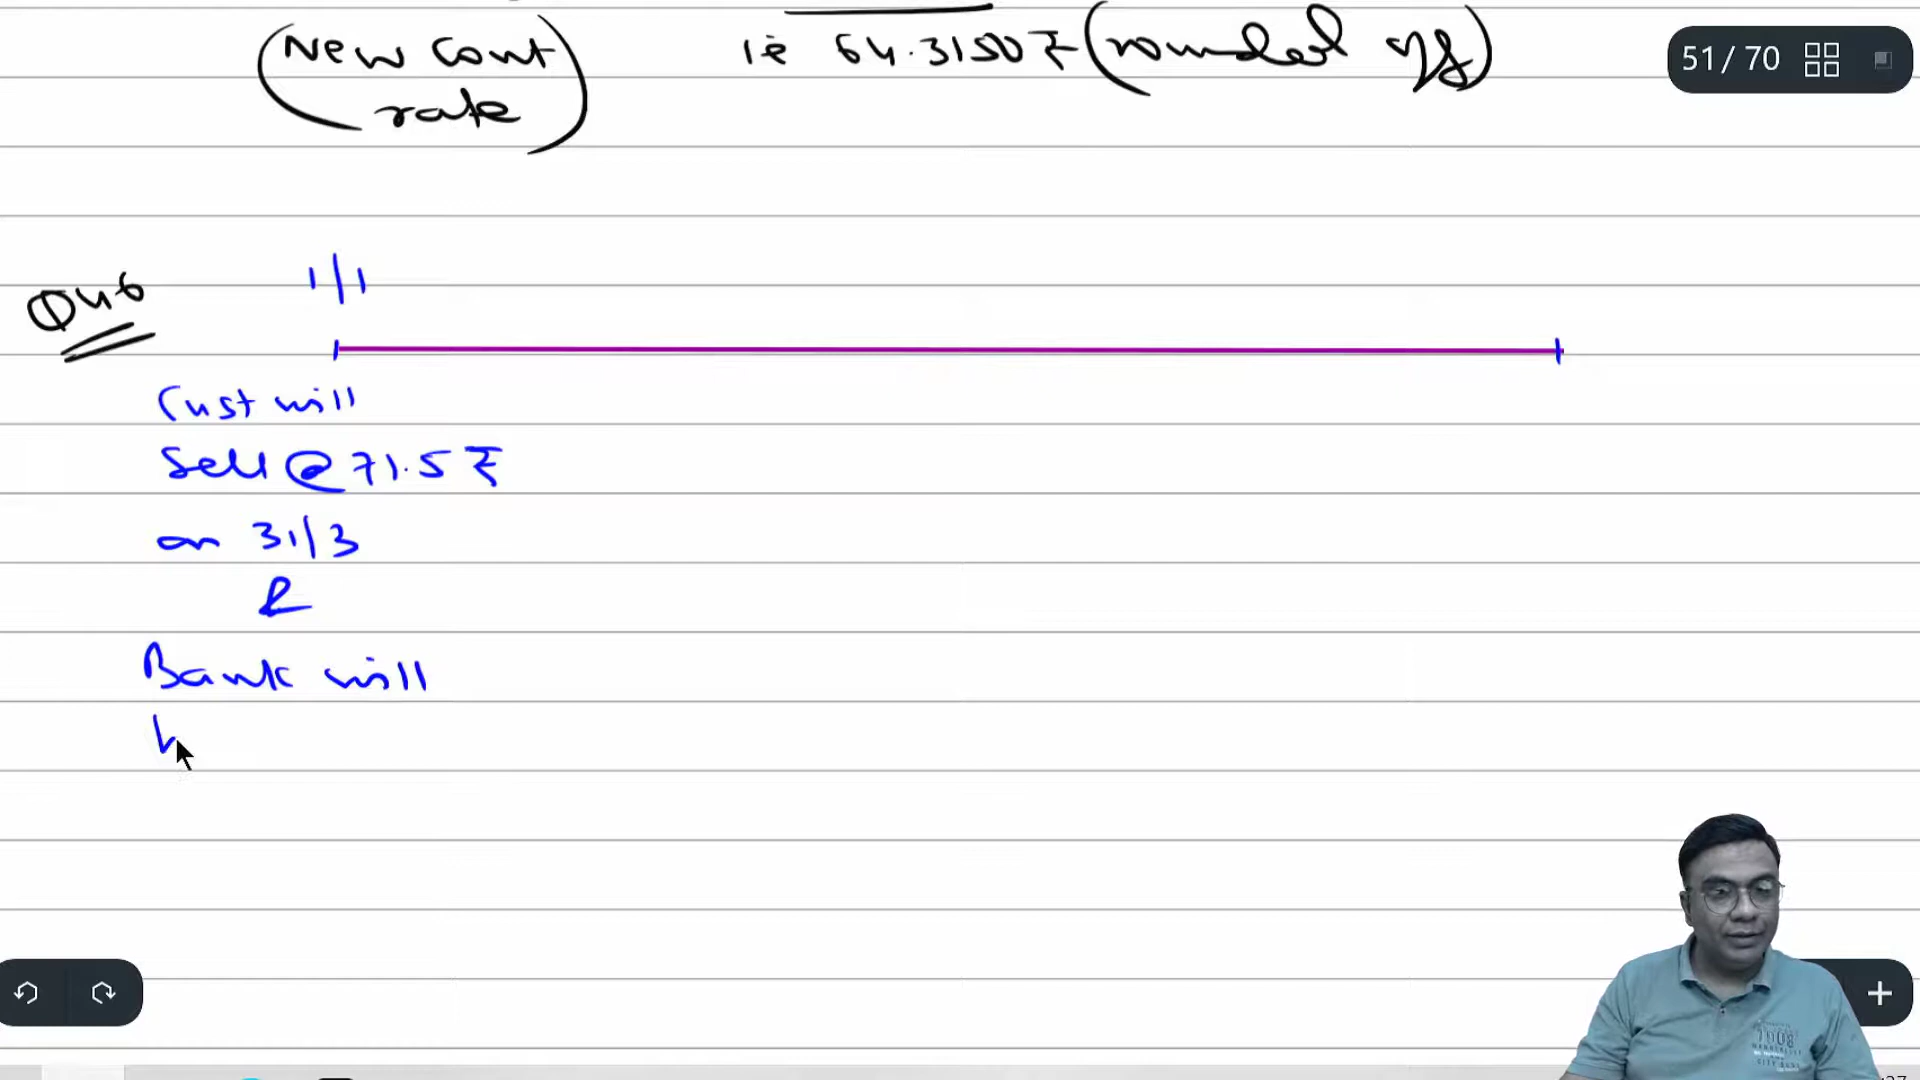 (New Cont rate)
ie 64.3150₹ (rounded off)
51 / 70
Q46
1/1
Cust will
Sell @ 71.5 ₹
on 31/3
&
Bank will
1008